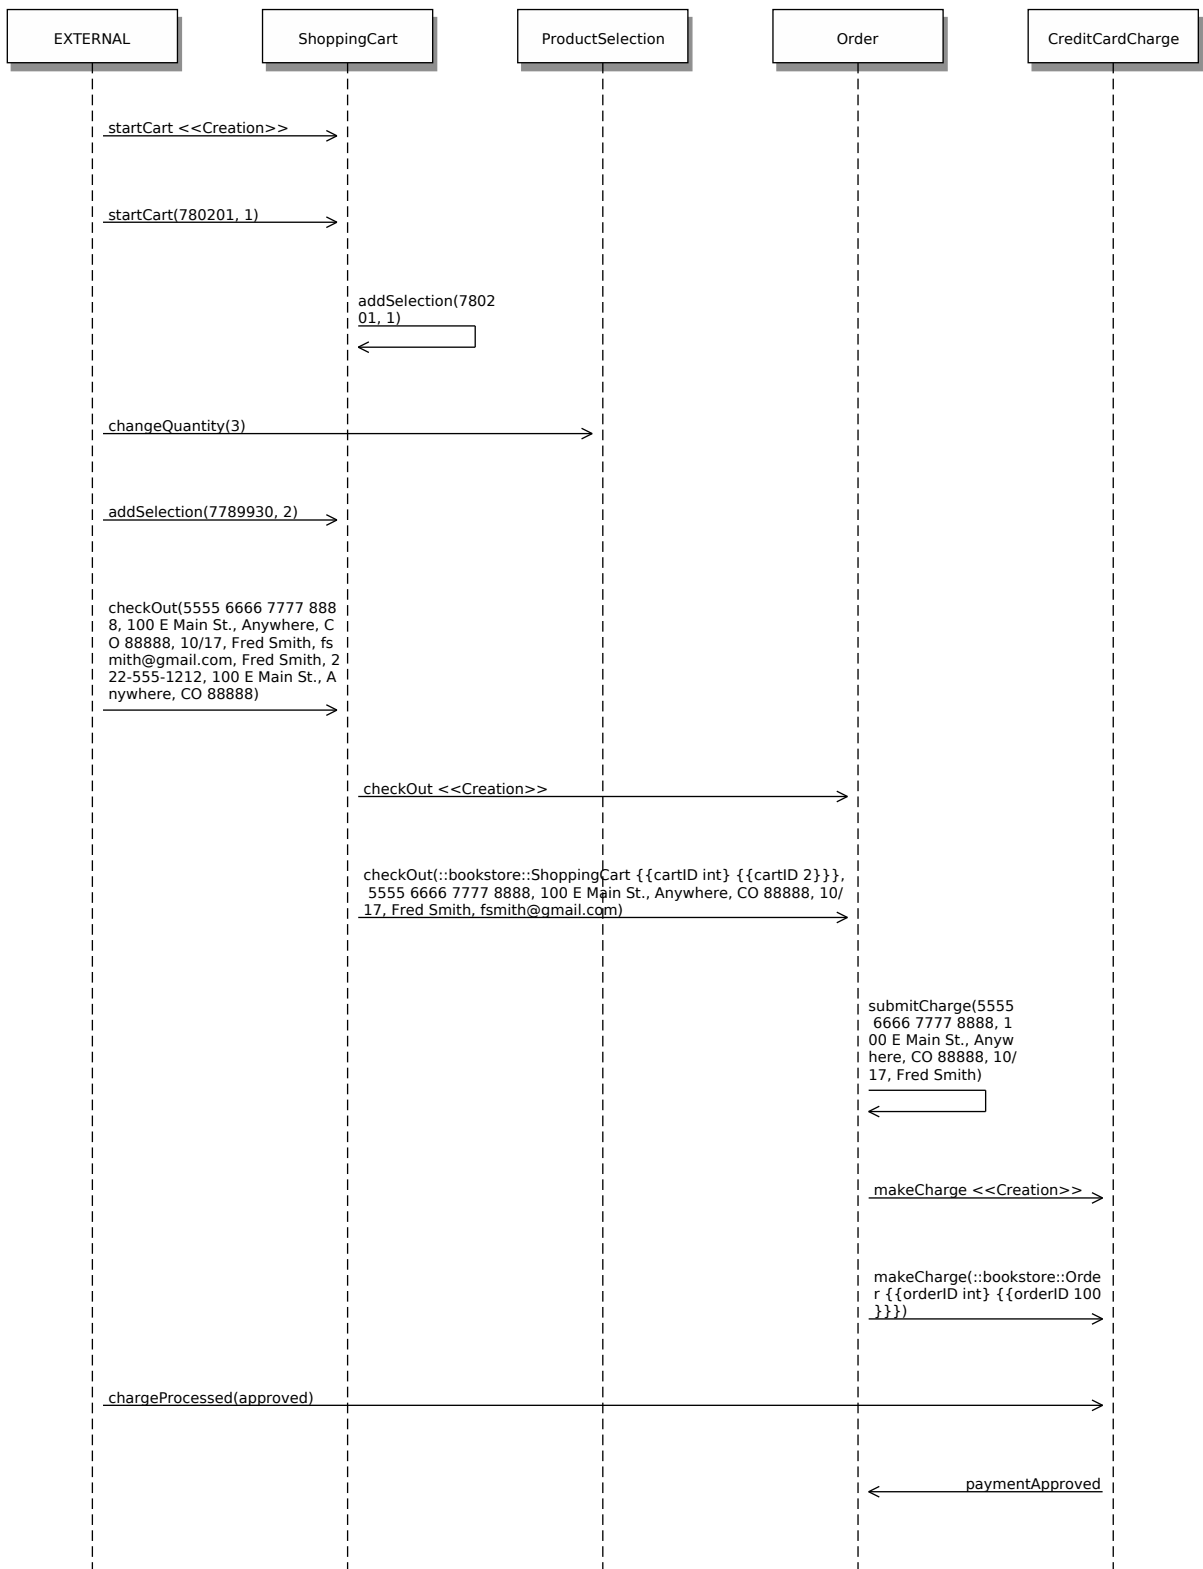 EXTERNAL
ShoppingCart
ProductSelection
Order
CreditCardCharge
startCart <<Creation>>
startCart(780201, 1)
addSelection(7802
01, 1)
changeQuantity(3)
addSelection(7789930, 2)
checkOut(5555 6666 7777 888
8, 100 E Main St., Anywhere, C
O 88888, 10/17, Fred Smith, fs
mith@gmail.com, Fred Smith, 2
22-555-1212, 100 E Main St., A
nywhere, CO 88888)
checkOut <<Creation>>
checkOut(::bookstore::ShoppingCart {{cartID int} {{cartID 2}}},
5555 6666 7777 8888, 100 E Main St., Anywhere, CO 88888, 10/
17, Fred Smith, fsmith@gmail.com)
submitCharge(5555
6666 7777 8888, 1
00 E Main St., Anyw
here, CO 88888, 10/
17, Fred Smith)
makeCharge <<Creation>>
makeCharge(::bookstore::Orde
r {{orderID int} {{orderID 100
}}})
chargeProcessed(approved)
paymentApproved